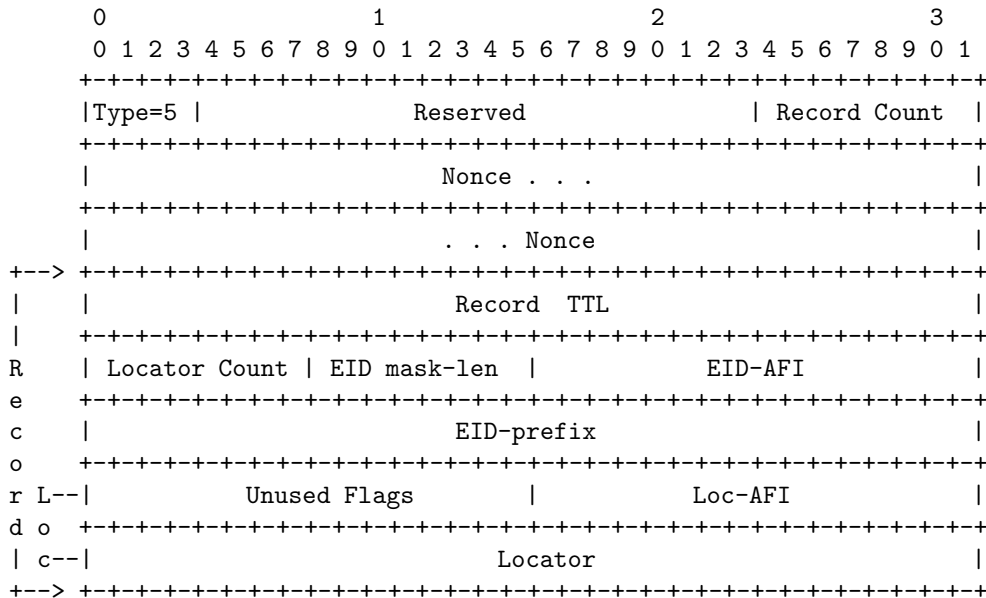 0                   1                   2                   3
 0 1 2 3 4 5 6 7 8 9 0 1 2 3 4 5 6 7 8 9 0 1 2 3 4 5 6 7 8 9 0 1
      +-+-+-+-+-+-+-+-+-+-+-+-+-+-+-+-+-+-+-+-+-+-+-+-+-+-+-+-+-+-+-+-+
      |Type=5 |               Reserved                | Record Count  |
      +-+-+-+-+-+-+-+-+-+-+-+-+-+-+-+-+-+-+-+-+-+-+-+-+-+-+-+-+-+-+-+-+
      |                         Nonce . . .                           |
      +-+-+-+-+-+-+-+-+-+-+-+-+-+-+-+-+-+-+-+-+-+-+-+-+-+-+-+-+-+-+-+-+
      |                         . . . Nonce                           |
+--> +-+-+-+-+-+-+-+-+-+-+-+-+-+-+-+-+-+-+-+-+-+-+-+-+-+-+-+-+-+-+-+-+
|    |                          Record  TTL                          |
|    +-+-+-+-+-+-+-+-+-+-+-+-+-+-+-+-+-+-+-+-+-+-+-+-+-+-+-+-+-+-+-+-+
R    | Locator Count | EID mask-len  |            EID-AFI            |
e    +-+-+-+-+-+-+-+-+-+-+-+-+-+-+-+-+-+-+-+-+-+-+-+-+-+-+-+-+-+-+-+-+
c    |                          EID-prefix                           |
o    +-+-+-+-+-+-+-+-+-+-+-+-+-+-+-+-+-+-+-+-+-+-+-+-+-+-+-+-+-+-+-+-+
r L--|           Unused Flags        |           Loc-AFI             |
d o  +-+-+-+-+-+-+-+-+-+-+-+-+-+-+-+-+-+-+-+-+-+-+-+-+-+-+-+-+-+-+-+-+
| c--|                             Locator                           |
+--> +-+-+-+-+-+-+-+-+-+-+-+-+-+-+-+-+-+-+-+-+-+-+-+-+-+-+-+-+-+-+-+-+